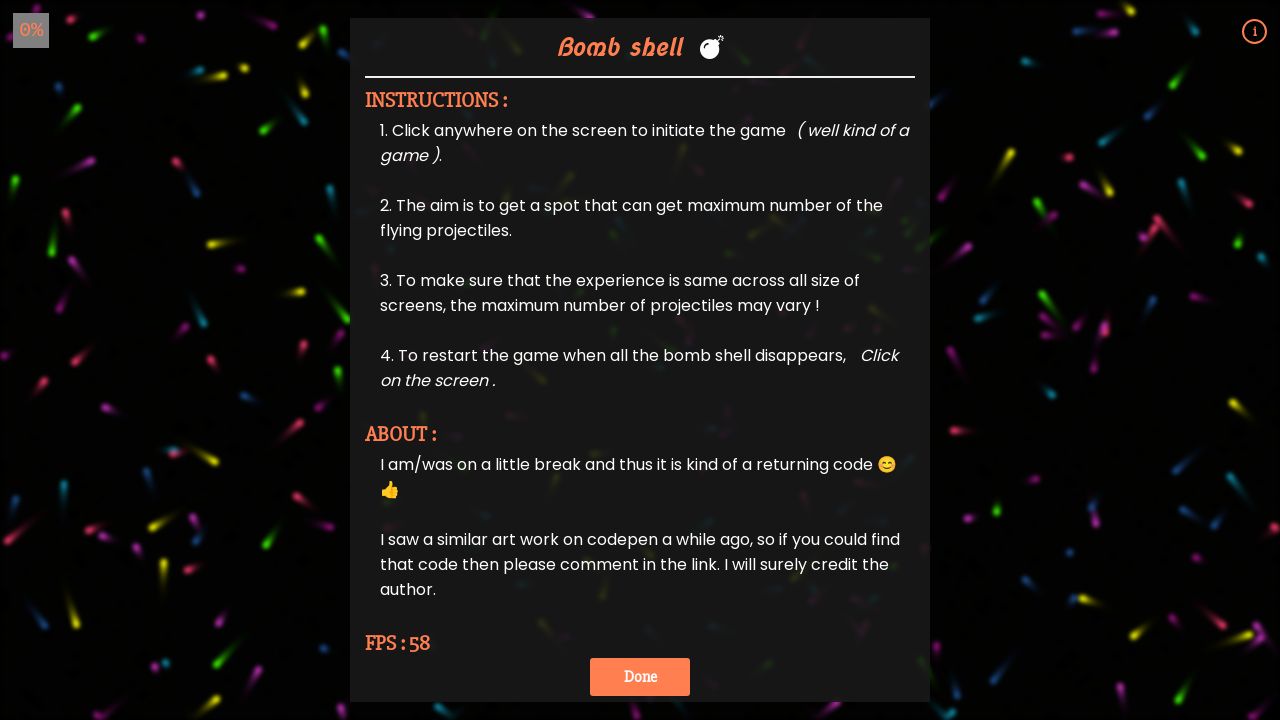 0%
i
Bomb shell 💣
INSTRUCTIONS :
1. Click anywhere on the screen to initiate the game ( well kind of a
game ).
2. The aim is to get a spot that can get maximum number of the
flying projectiles.
3. To make sure that the experience is same across all size of
screens, the maximum number of projectiles may vary !
4. To restart the game when all the bomb shell disappears, Click
on the screen .
ABOUT :
I am/was on a little break and thus it is kind of a returning code 😊
👍
I saw a similar art work on codepen a while ago, so if you could find
that code then please comment in the link. I will surely credit the
author.
FPS : 58
Done